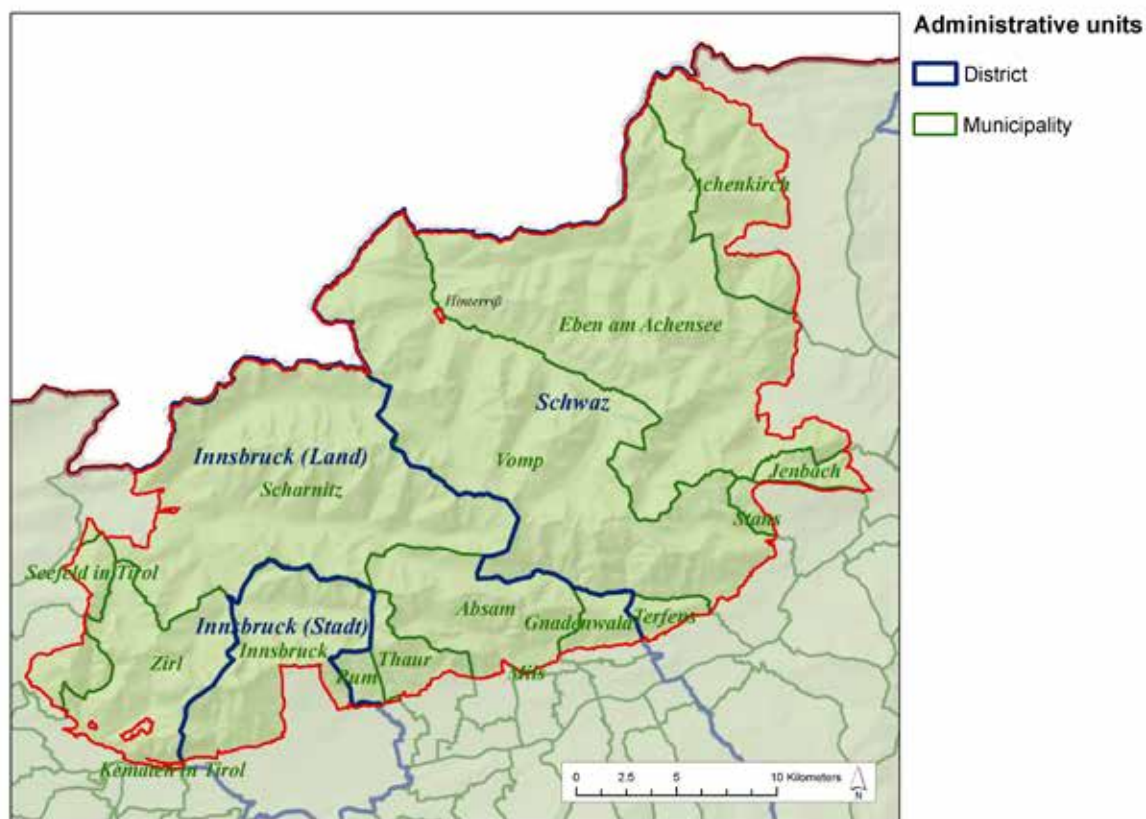 Administrative units
District
Municipality
Achenkirch
Hinterriß
Eben am Achensee
Schwaz
Innsbruck (Land)
Vomp
Jenbach
Scharnitz
Stans
Seefeld in Tirol
Absam
Gnadenwald
Terfens
Innsbruck (Stadt)
Innsbruck
Zirl
Thaur
Rum
Mils
Kematen in Tirol
0 2.5 5 10 Kilometers
N